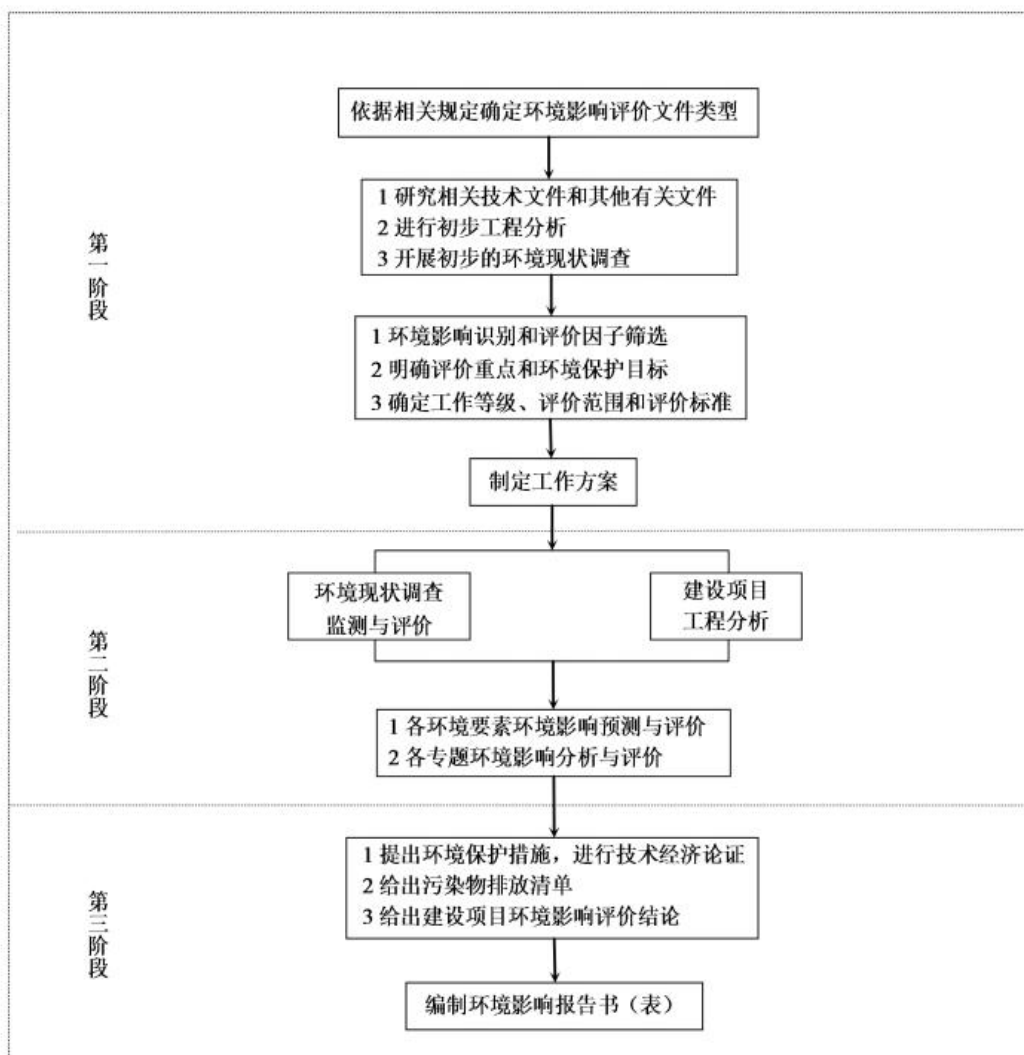 依据相关规定确定环境影响评价文件类型
1 研究相关技术文件和其他有关文件
2 进行初步工程分析
3 开展初步的环境现状调查
第一阶段
1 环境影响识别和评价因子筛选
2 明确评价重点和环境保护目标
3 确定工作等级、评价范围和评价标准
制定工作方案
环境现状调查
监测与评价
建设项目
工程分析
第二阶段
1 各环境要素环境影响预测与评价
2 各专题环境影响分析与评价
1 提出环境保护措施，进行技术经济论证
2 给出污染物排放清单
3 给出建设项目环境影响评价结论
第三阶段
编制环境影响报告书（表）